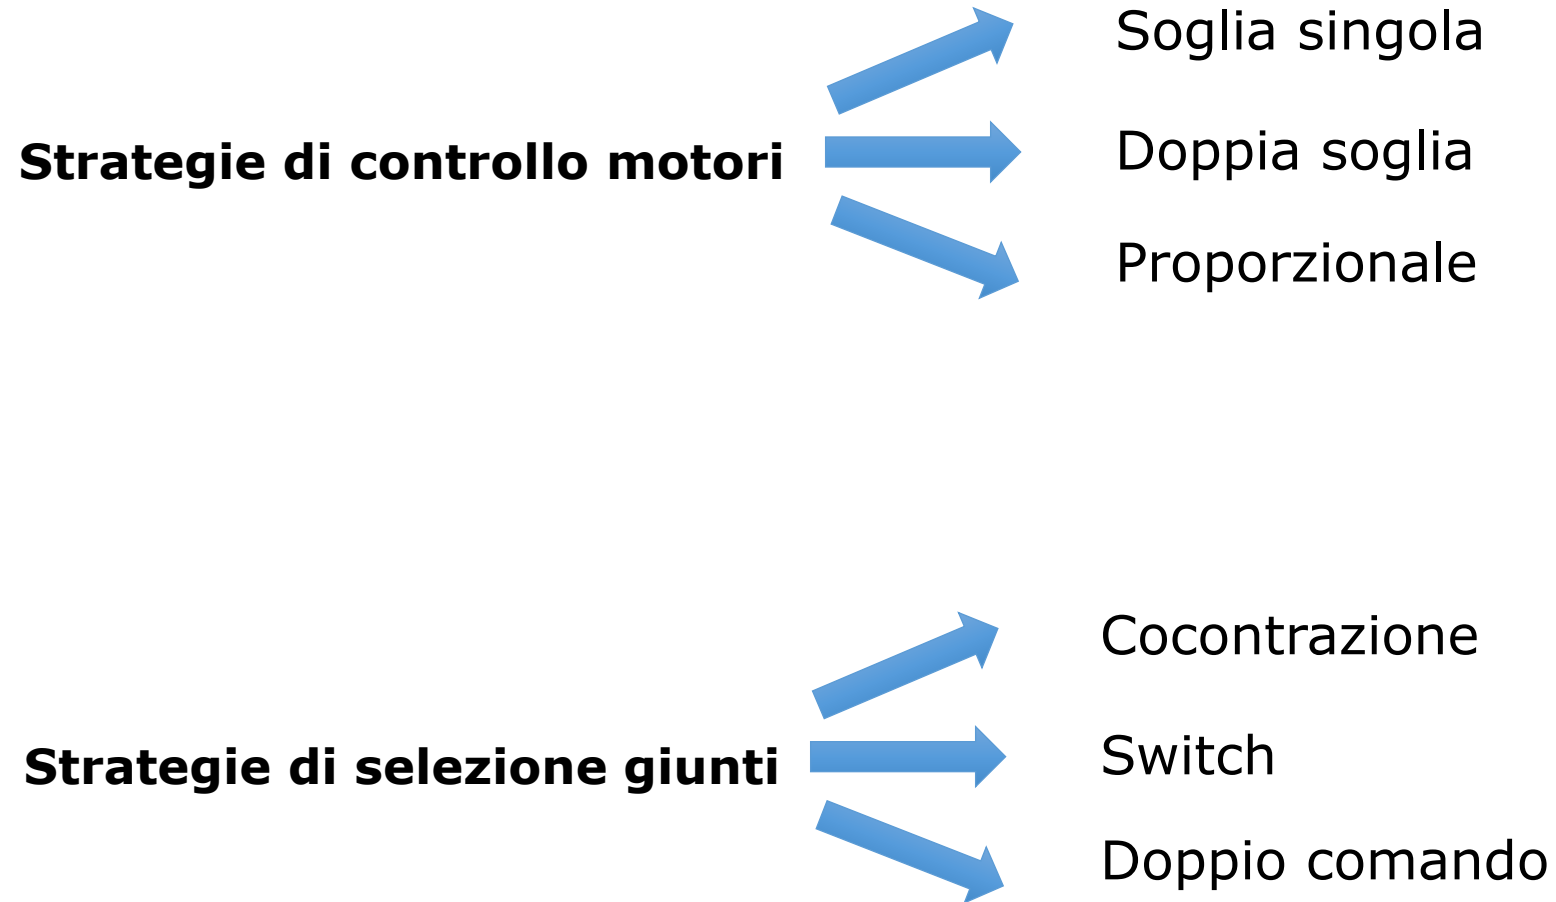 Soglia singola
Strategie di controllo motori
Doppia soglia
Proporzionale
Cocontrazione
Strategie di selezione giunti
Switch
Doppio comando